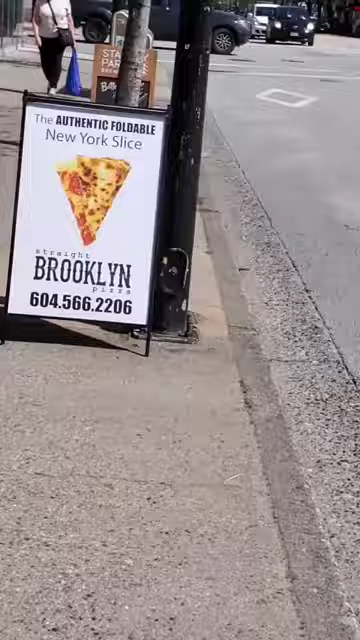 The AUTHENTIC FOLDABLE
New York Slice
straight
BROOKLYN
pizza
604.566.2206